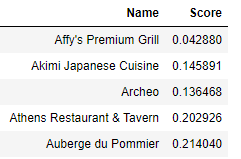 Name Score
Affy's Premium Grill 0.042880
Akimi Japanese Cuisine 0.145891
Archeo 0.136468
Athens Restaurant & Tavern 0.202926
Auberge du Pommier 0.214040